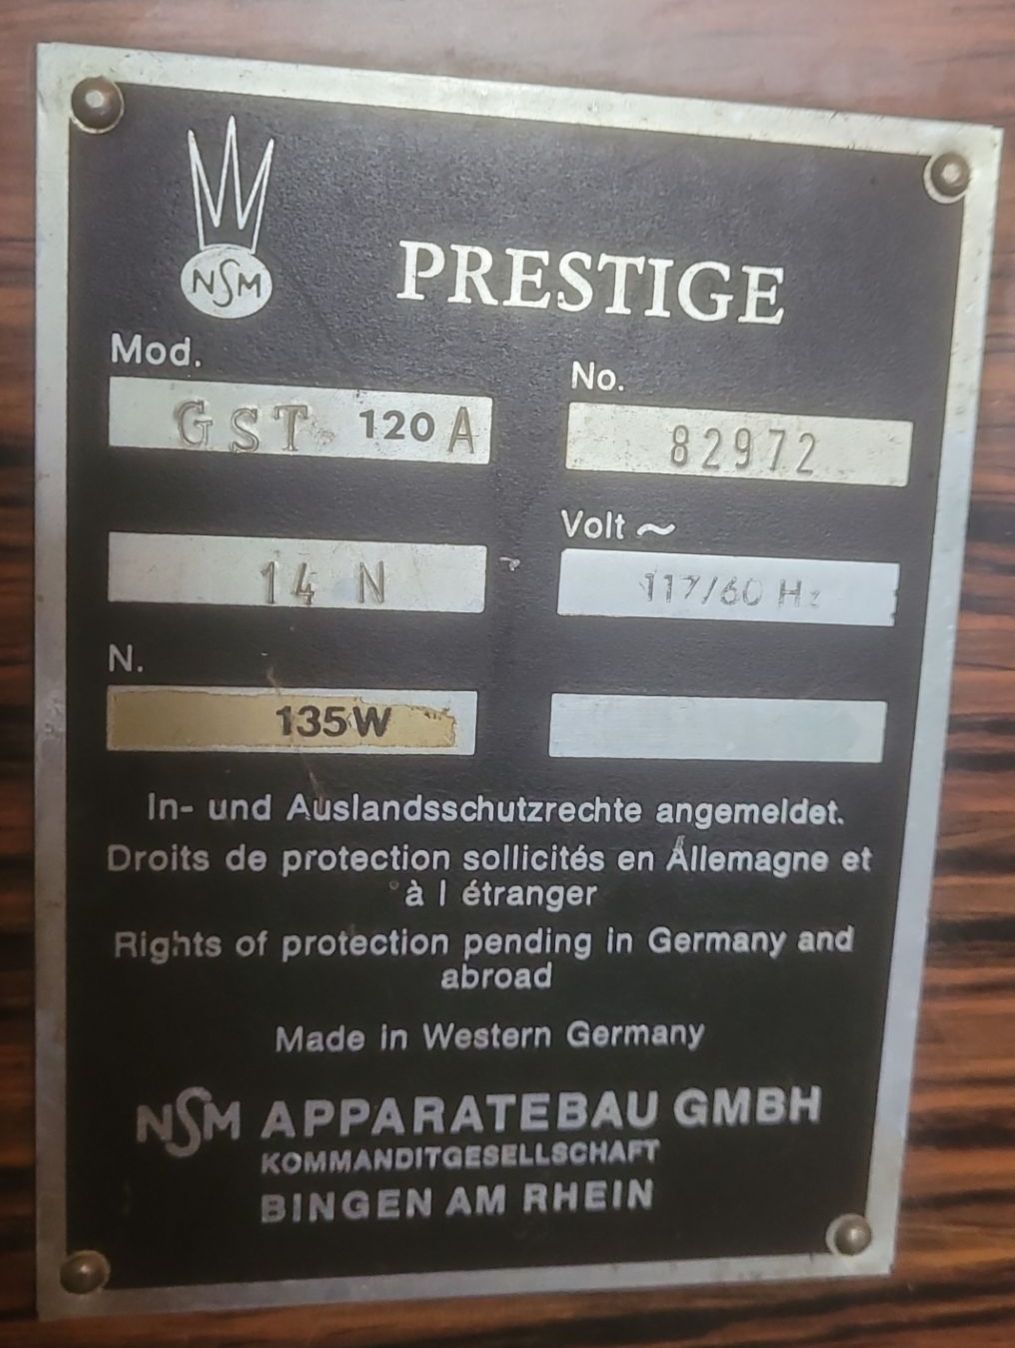 NSM
PRESTIGE
Mod.
No.
GST 120 A
82972
Volt ~
14 N
117/60 Hz
N.
135W
In- und Auslandsschutzrechte angemeldet.
Droits de protection sollicités en Allemagne et
à l étranger
Rights of protection pending in Germany and
abroad
Made in Western Germany
NSM APPARATEBAU GMBH
KOMMANDITGESELLSCHAFT
BINGEN AM RHEIN